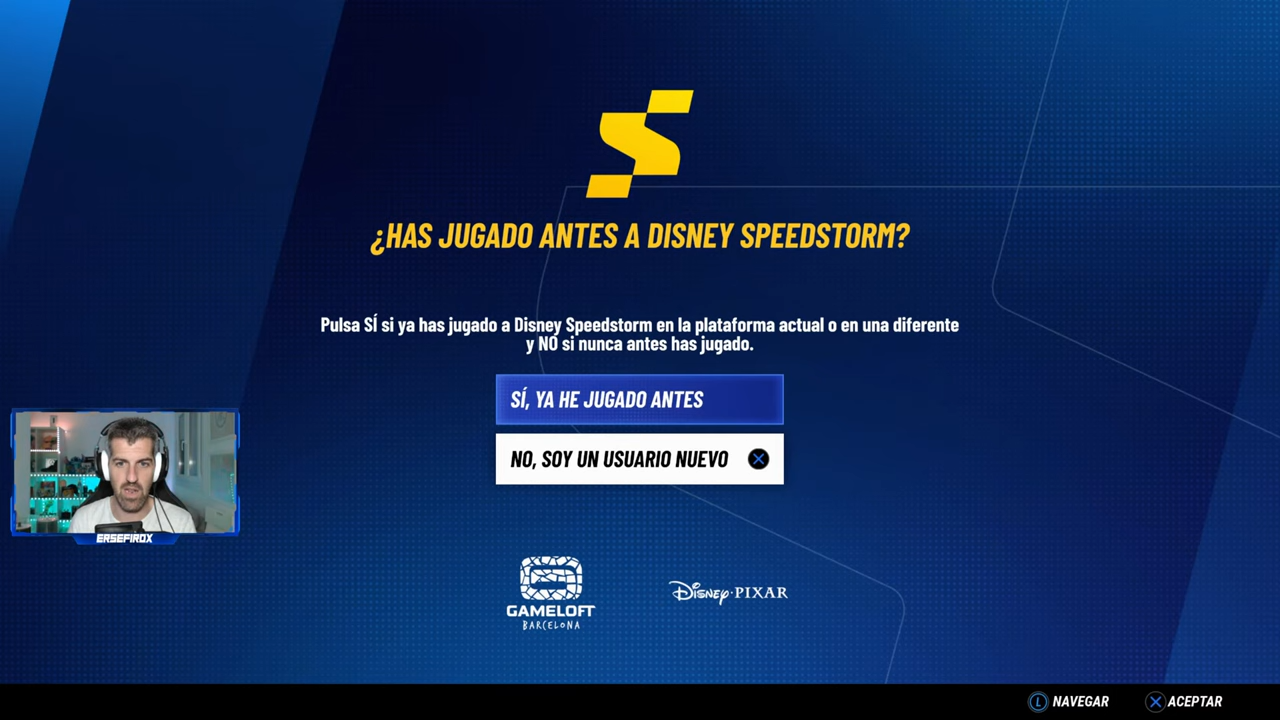 ¿HAS JUGADO ANTES A DISNEY SPEEDSTORM?
Pulsa SÍ si ya has jugado a Disney Speedstorm en la plataforma actual o en una diferente
y NO si nunca antes has jugado.
SÍ, YA HE JUGADO ANTES
NO, SOY UN USUARIO NUEVO
ERSEFIROX
GAMELOFT
BARCELONA
Disney·PIXAR
L NAVEGAR
ACEPTAR